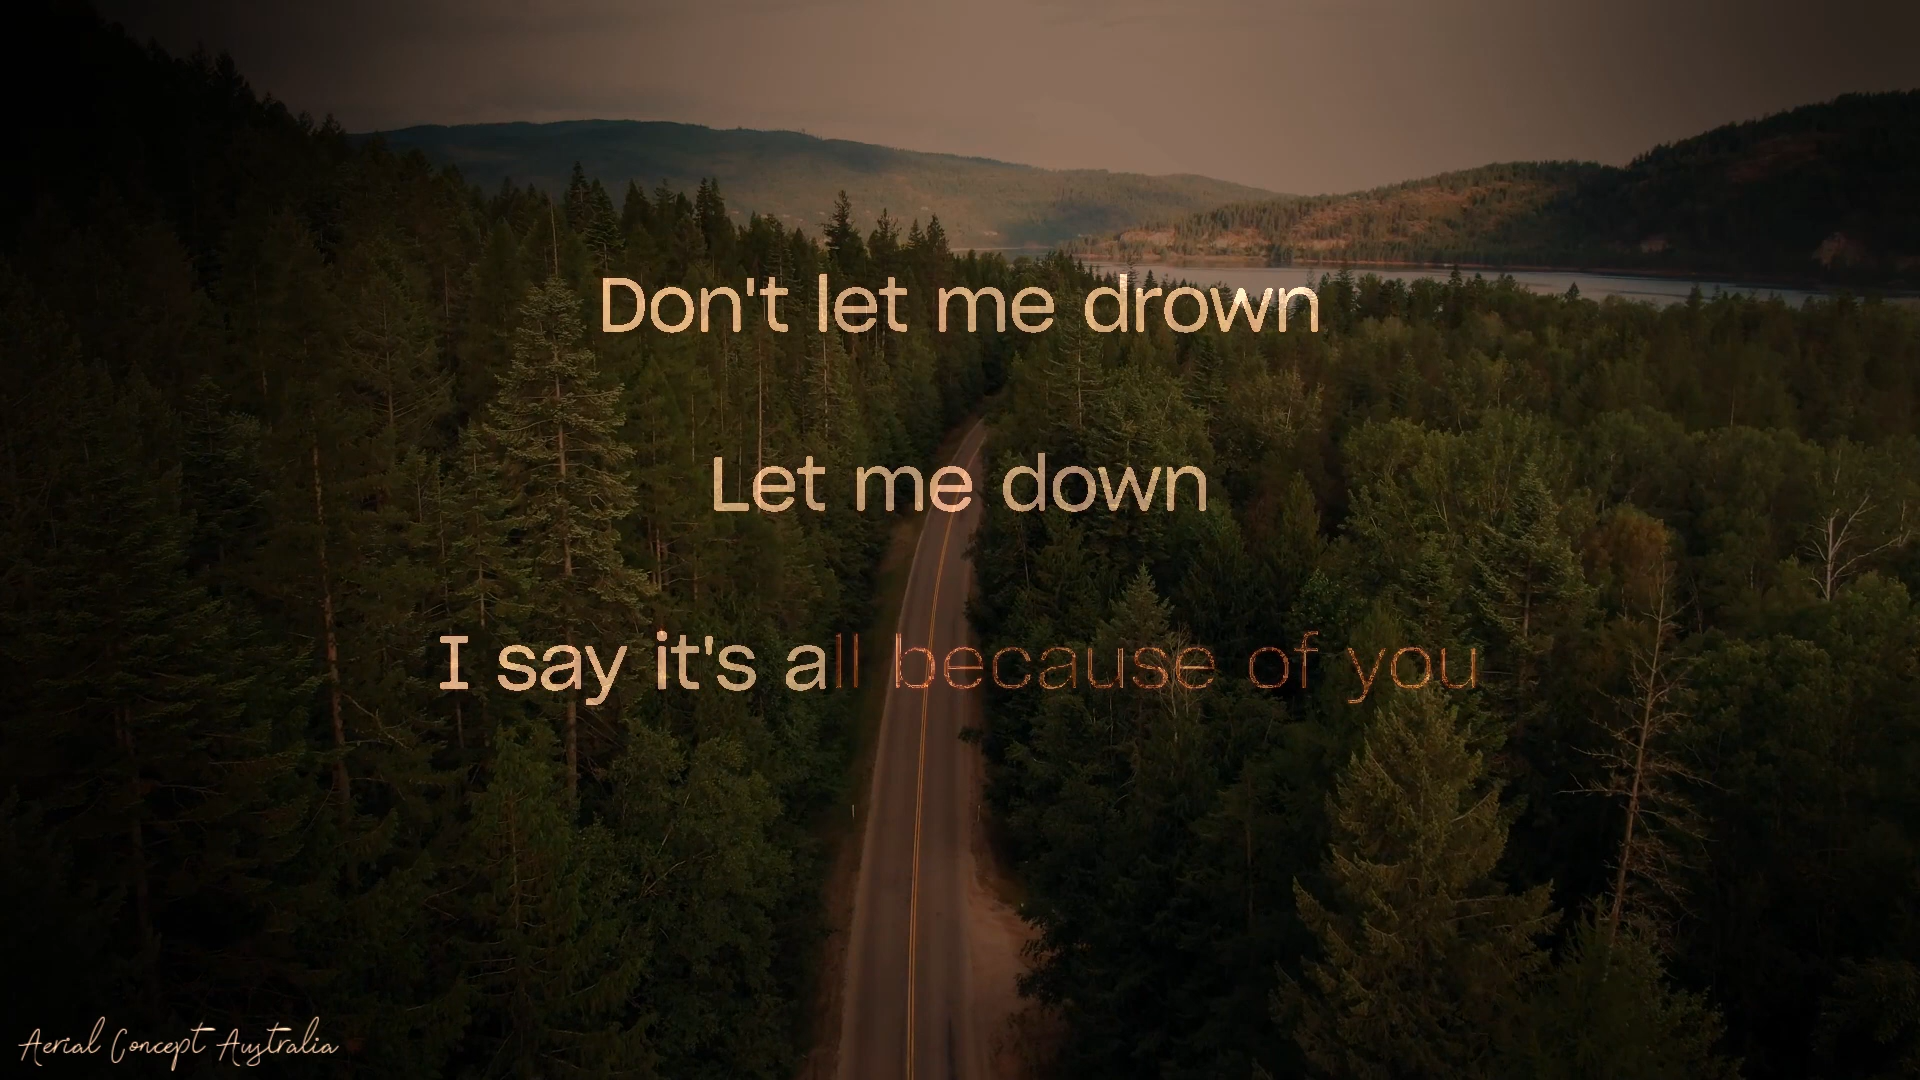 Don't let me drown
Let me down
I say it's all because of you
Aerial Concept Australia